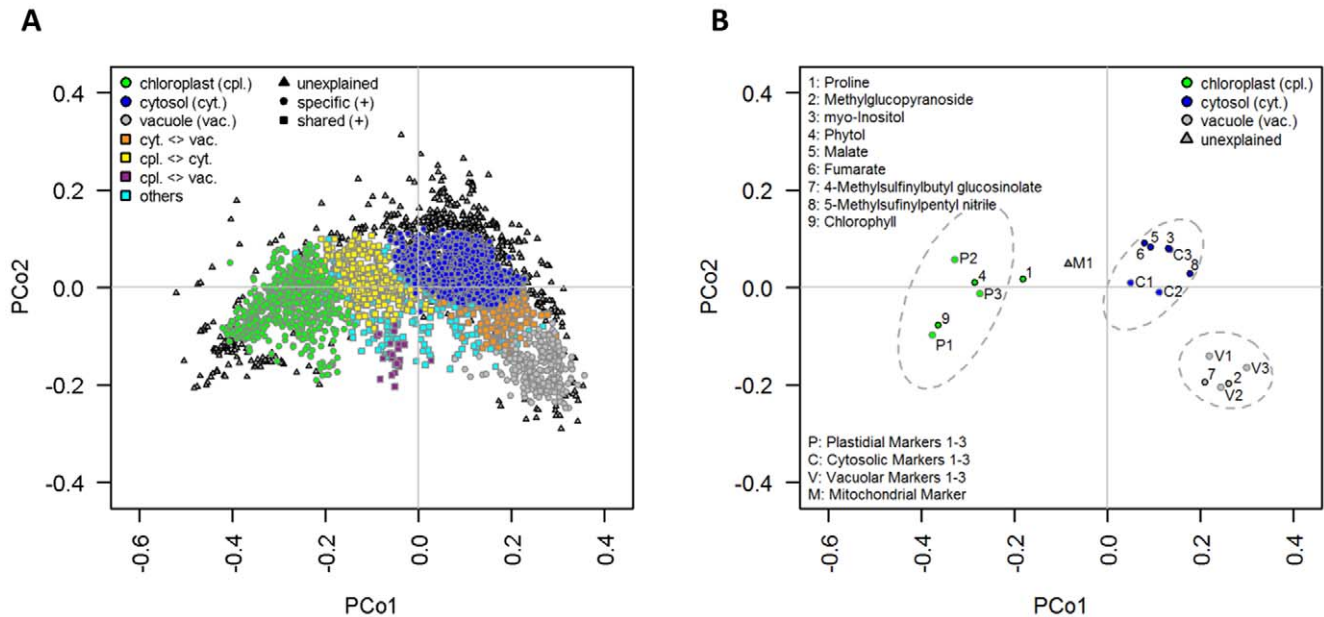 A
chloroplast (cpl.)
cytosol (cyt.)
vacuole (vac.)
cyt. <> vac.
cpl. <> cyt.
cpl. <> vac.
others
unexplained
specific (+)
shared (+)
0.4
0.2
0.0
-0.2
-0.4
PCo2
-0.6
-0.4
-0.2
0.0
0.2
0.4
PCo1
B
1: Proline
2: Methylglucopyranoside
3: myo-Inositol
4: Phytol
5: Malate
6: Fumarate
7: 4-Methylsulfinylbutyl glucosinolate
8: 5-Methylsufinylpentyl nitrile
9: Chlorophyll
chloroplast (cpl.)
cytosol (cyt.)
vacuole (vac.)
unexplained
P2
4
P3
1
9
P1
M1
5
3
6
C3
8
C1
C2
V1
V3
7
2
V2
P: Plastidial Markers 1-3
C: Cytosolic Markers 1-3
V: Vacuolar Markers 1-3
M: Mitochondrial Marker
0.4
0.2
0.0
-0.2
-0.4
PCo2
-0.6
-0.4
-0.2
0.0
0.2
0.4
PCo1